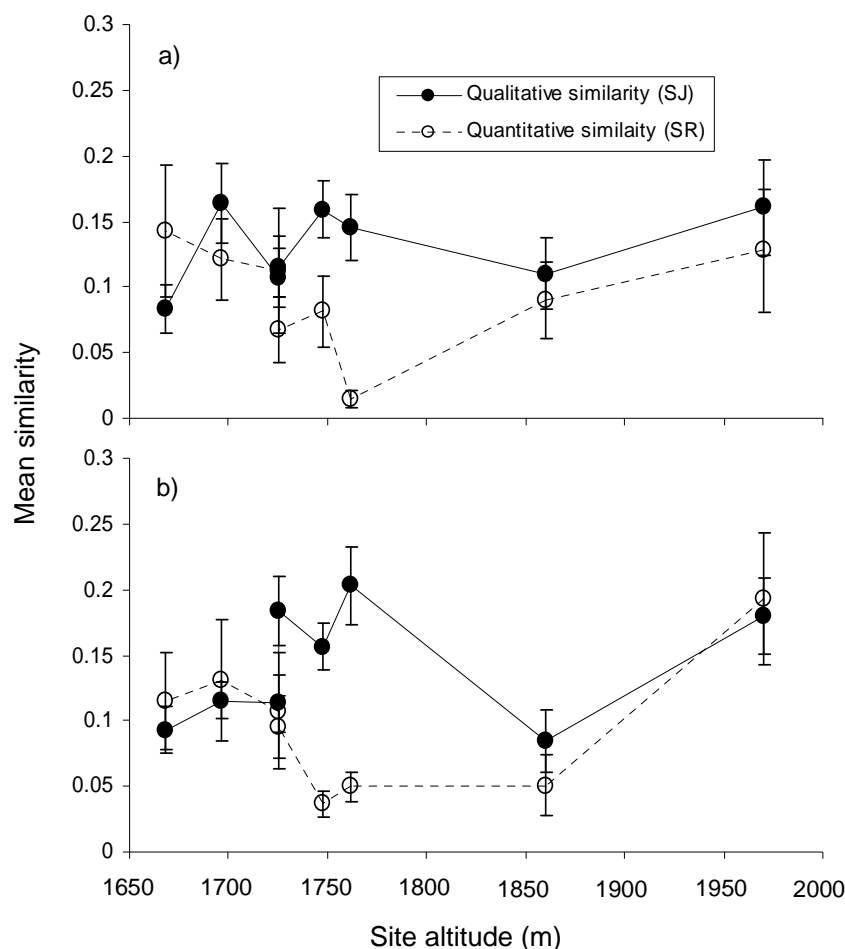 0.3
a)
0.25
Qualitative similarity (SJ)
Quantitative similaity (SR)
0.2
0.15
0.1
0.05
0
Mean similarity
0.3
b)
0.25
0.2
0.15
0.1
0.05
0
1650 1700 1750 1800 1850 1900 1950 2000
Site altitude (m)